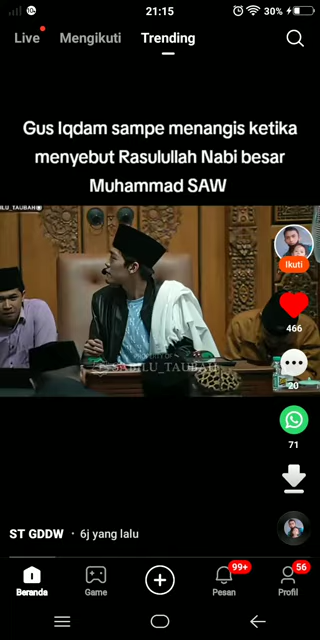 21:15
30%
Live
Mengikuti
Trending
Gus Iqdam sampe menangis ketika
menyebut Rasulullah Nabi besar
Muhammad SAW
Ikuti
466
20
71
ST GDDW · 6j yang lalu
99+
56
Beranda
Game
Pesan
Profil